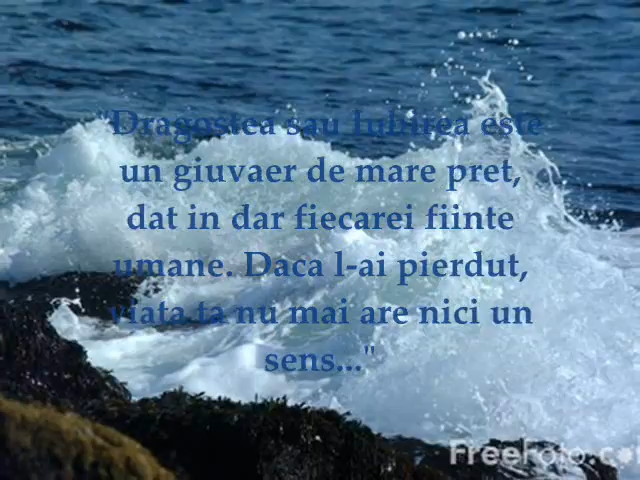 "Dragostea sau Iubirea este
un giuvaer de mare pret,
dat in dar fiecarei fiinte
umane. Daca l-ai pierdut,
viata ta nu mai are nici un
sens..."
FreeFoto.com